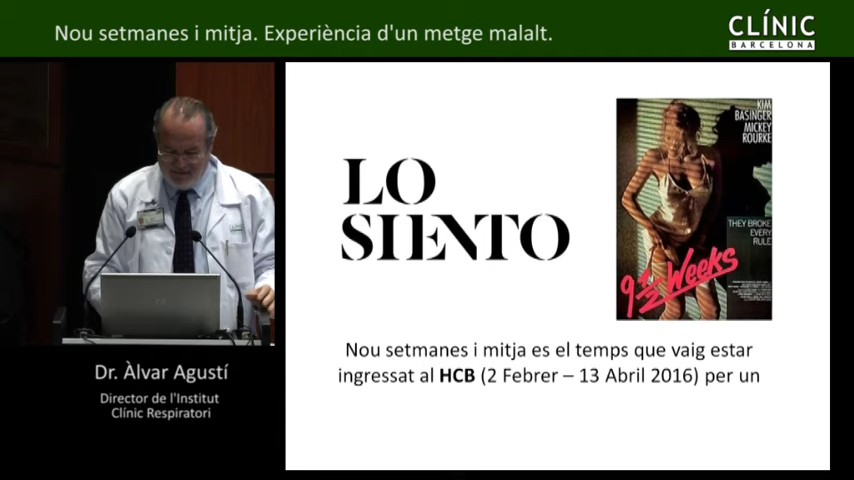 Nou setmanes i mitja. Experiència d'un metge malalt.
CLÍNIC
BARCELONA
LO
SIENTO
KIM
BASINGER
MICKEY
ROURKE
THEY BROKE
EVERY
RULE
9 1/2 Weeks
Nou setmanes i mitja es el temps que vaig estar
ingressat al HCB (2 Febrer – 13 Abril 2016) per un
Dr. Àlvar Agustí
Director de l'Institut
Clínic Respiratori